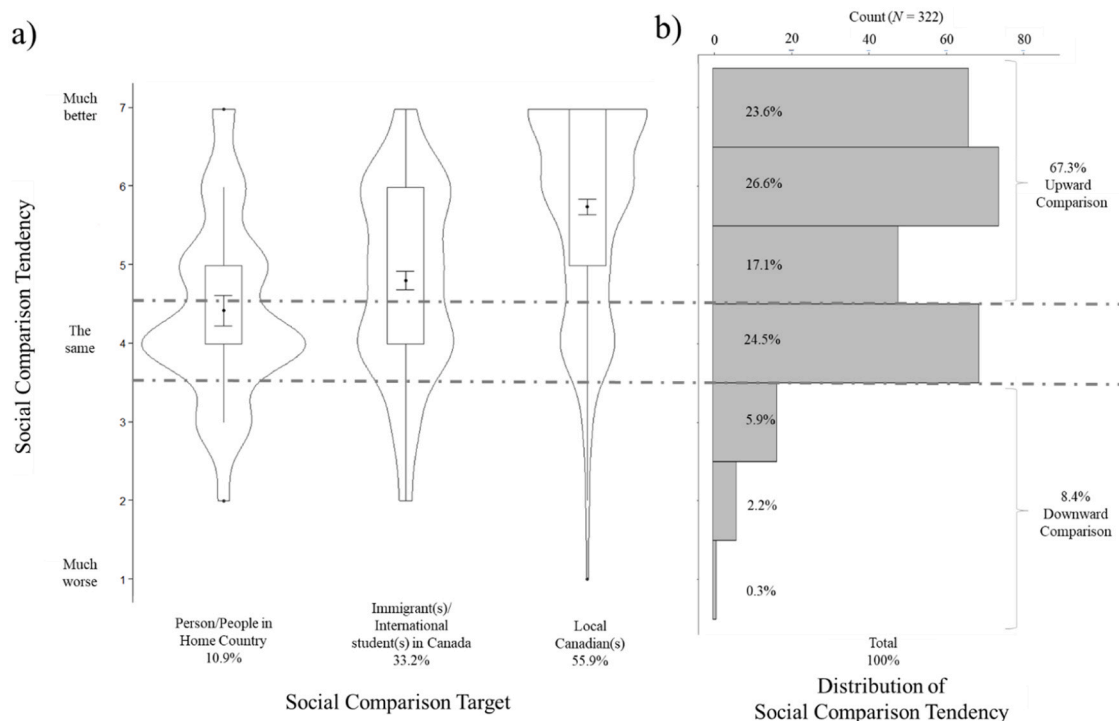 a)
Social Comparison Tendency
Much
better
The
same
Much
worse
7
6
5
4
3
2
1
Person/People in
Home Country
10.9%
Immigrant(s)/
International
student(s) in Canada
33.2%
Local
Canadian(s)
55.9%
Social Comparison Target
b)
Count (N = 322)
0
20
40
60
80
23.6%
26.6%
17.1%
24.5%
5.9%
2.2%
0.3%
67.3%
Upward
Comparison
8.4%
Downward
Comparison
Total
100%
Distribution of
Social Comparison Tendency